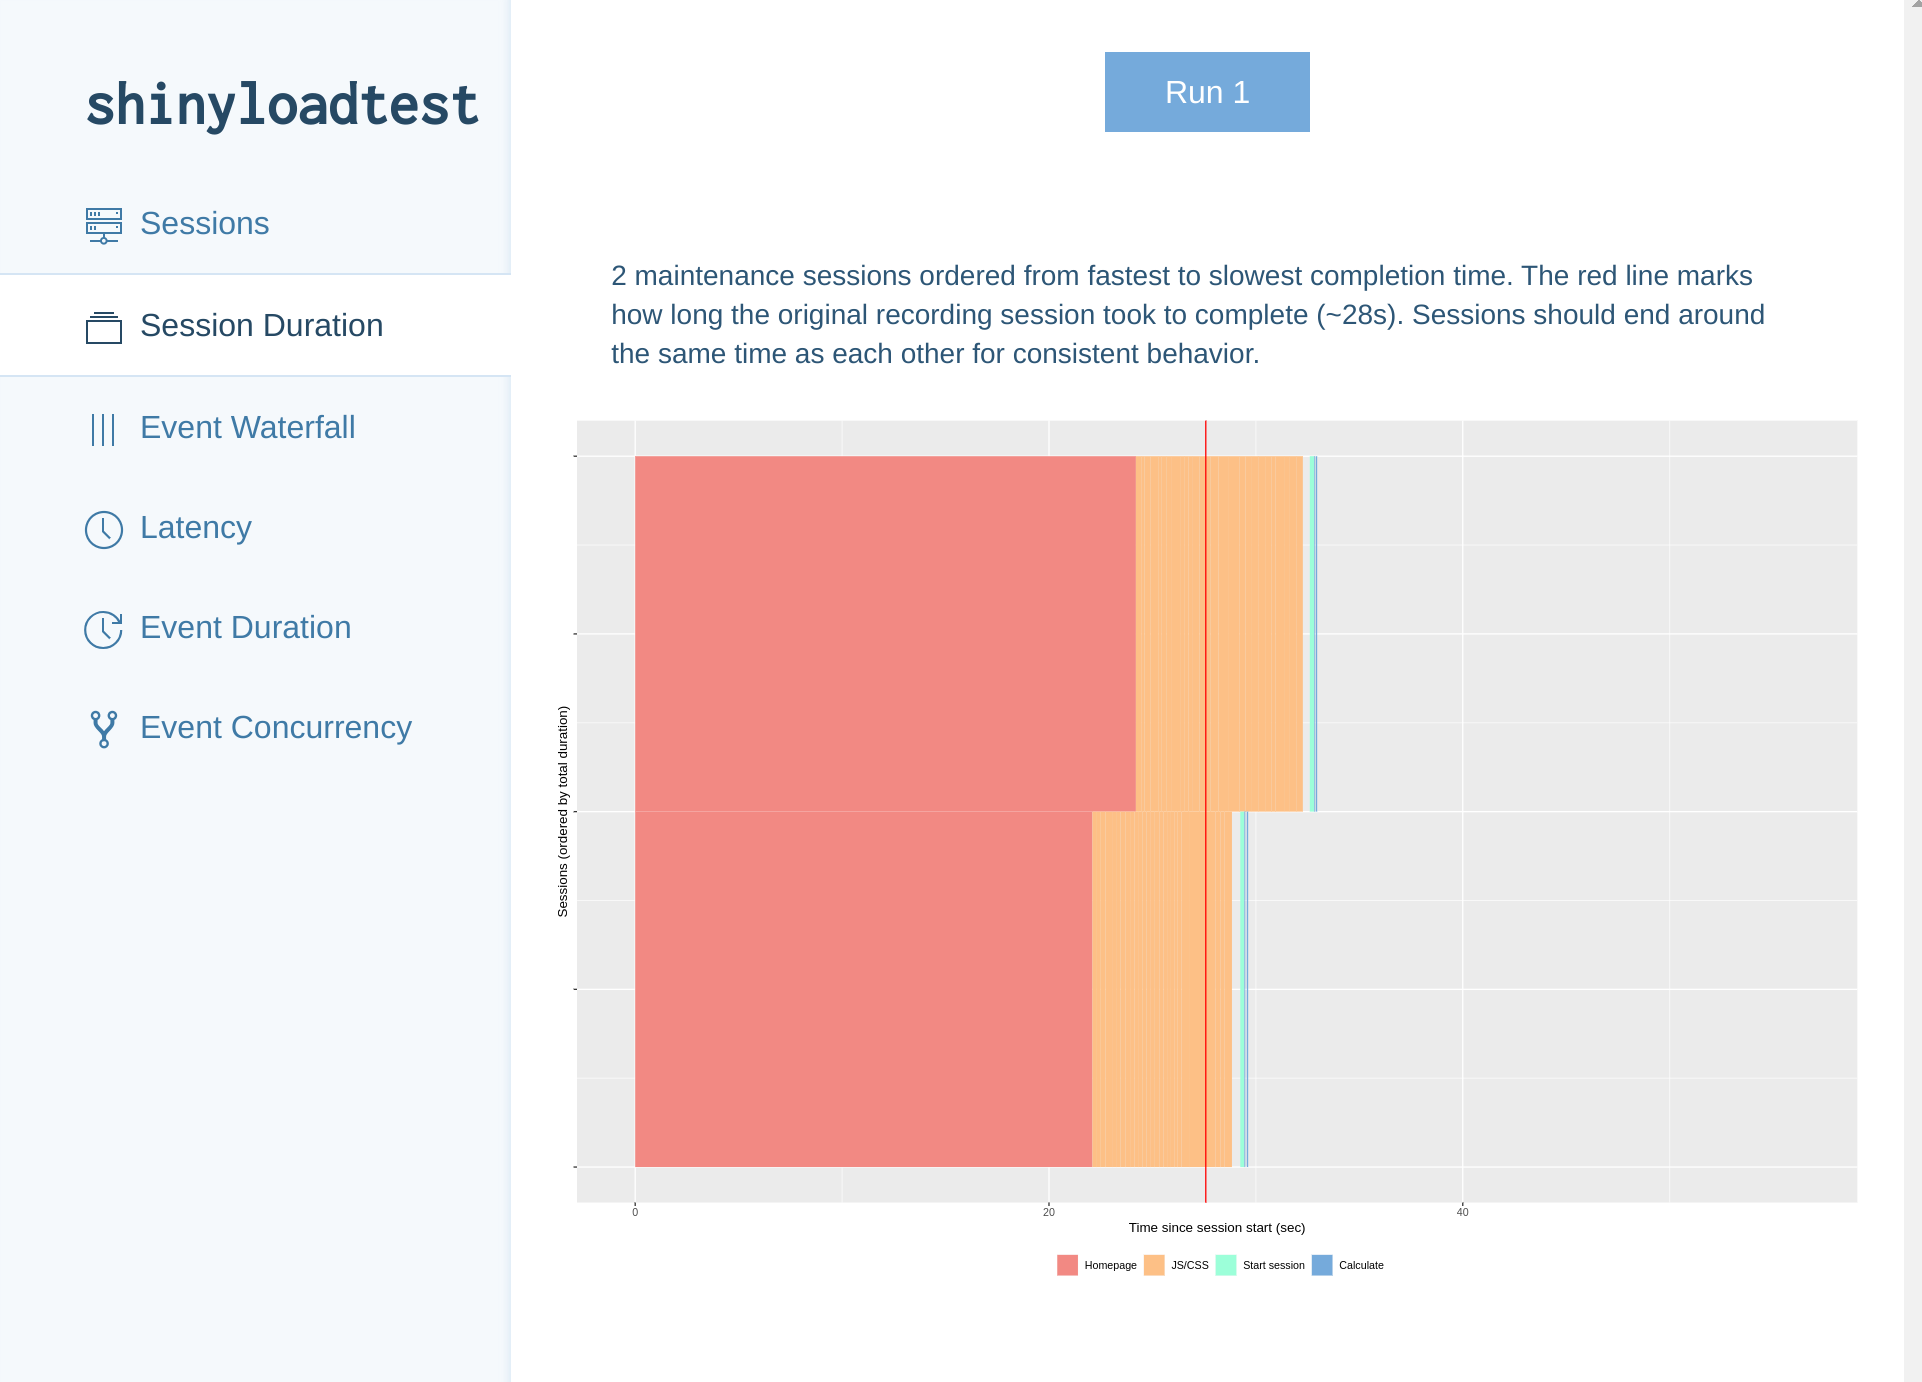 shinyloadtest
Sessions
Session Duration
Event Waterfall
Latency
Event Duration
Event Concurrency
Run 1
2 maintenance sessions ordered from fastest to slowest completion time. The red line marks
how long the original recording session took to complete (~28s). Sessions should end around
the same time as each other for consistent behavior.
Sessions (ordered by total duration)
0 20 40
Time since session start (sec)
Homepage JS/CSS Start session Calculate